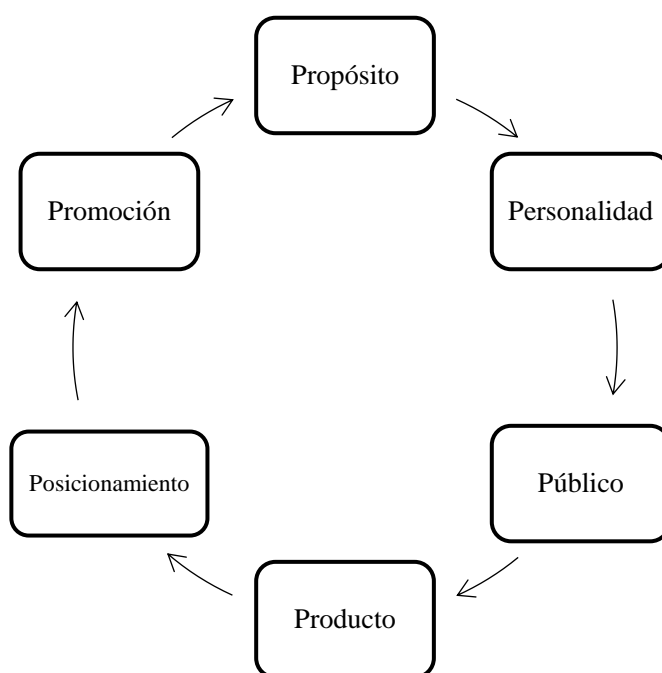 Propósito
Personalidad
Público
Producto
Posicionamiento
Promoción